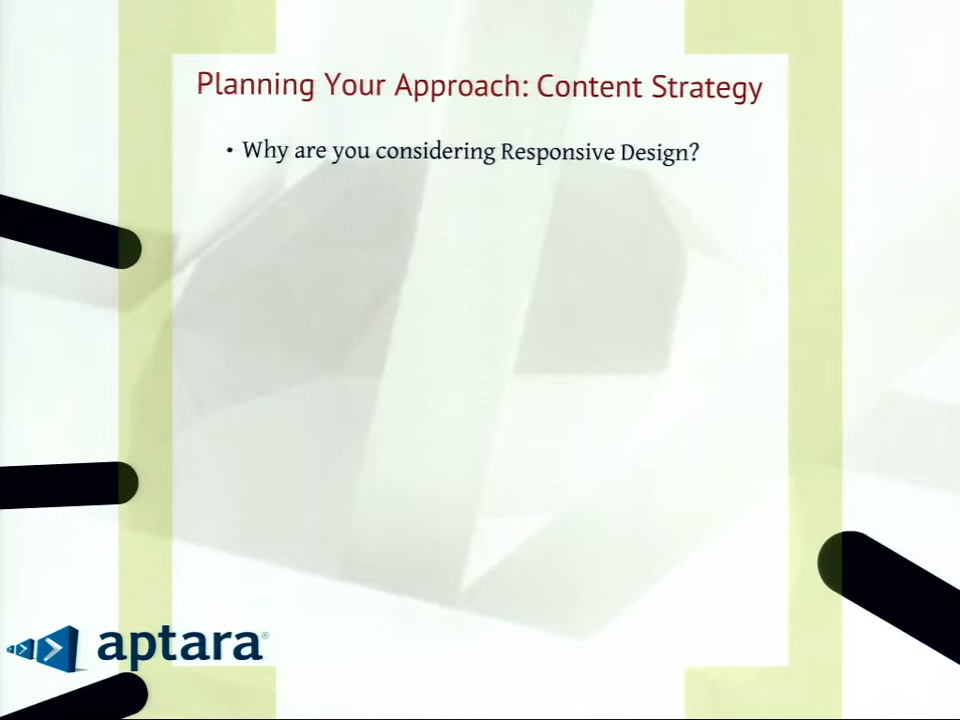 Planning Your Approach: Content Strategy
• Why are you considering Responsive Design?
aptara®